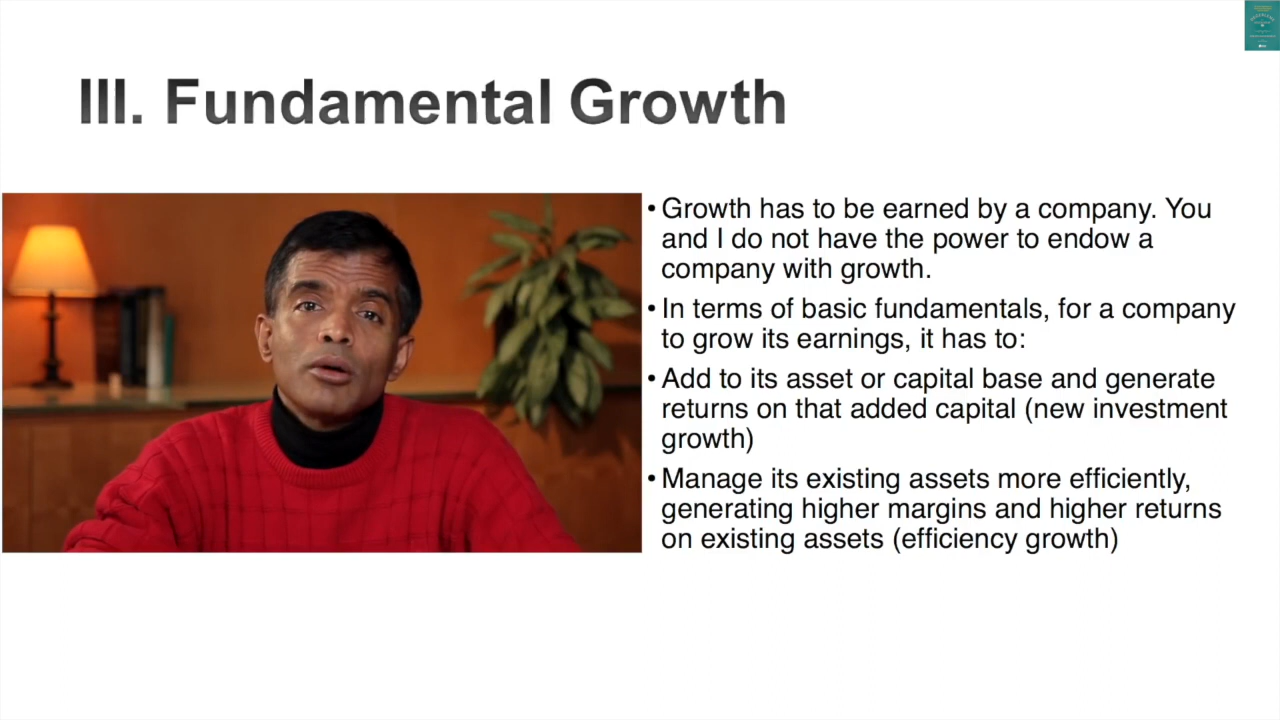 III. Fundamental Growth
• Growth has to be earned by a company. You
and I do not have the power to endow a
company with growth.
• In terms of basic fundamentals, for a company
to grow its earnings, it has to:
• Add to its asset or capital base and generate
returns on that added capital (new investment
growth)
• Manage its existing assets more efficiently,
generating higher margins and higher returns
on existing assets (efficiency growth)